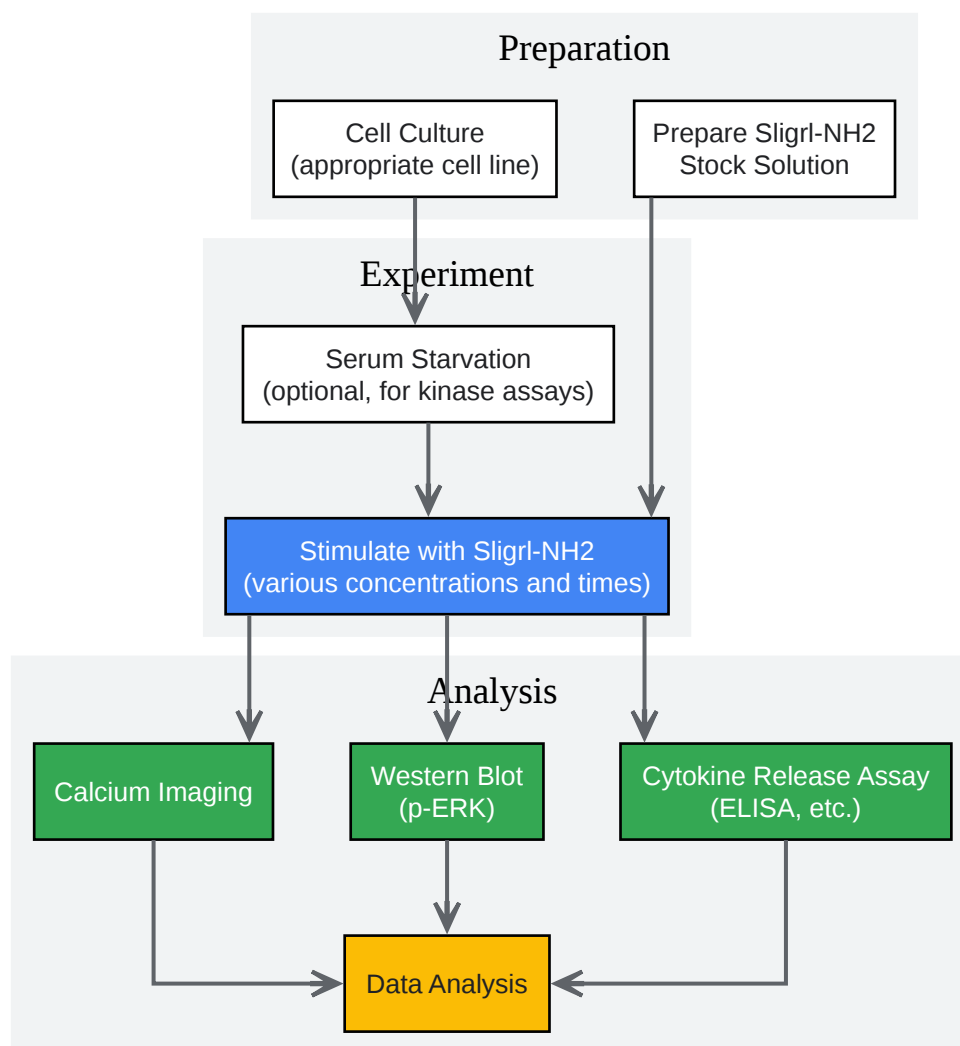 Preparation
Cell Culture
(appropriate cell line)
Prepare Sligrl-NH2
Stock Solution
Experiment
Serum Starvation
(optional, for kinase assays)
Stimulate with Sligrl-NH2
(various concentrations and times)
Analysis
Calcium Imaging
Western Blot
(p-ERK)
Cytokine Release Assay
(ELISA, etc.)
Data Analysis